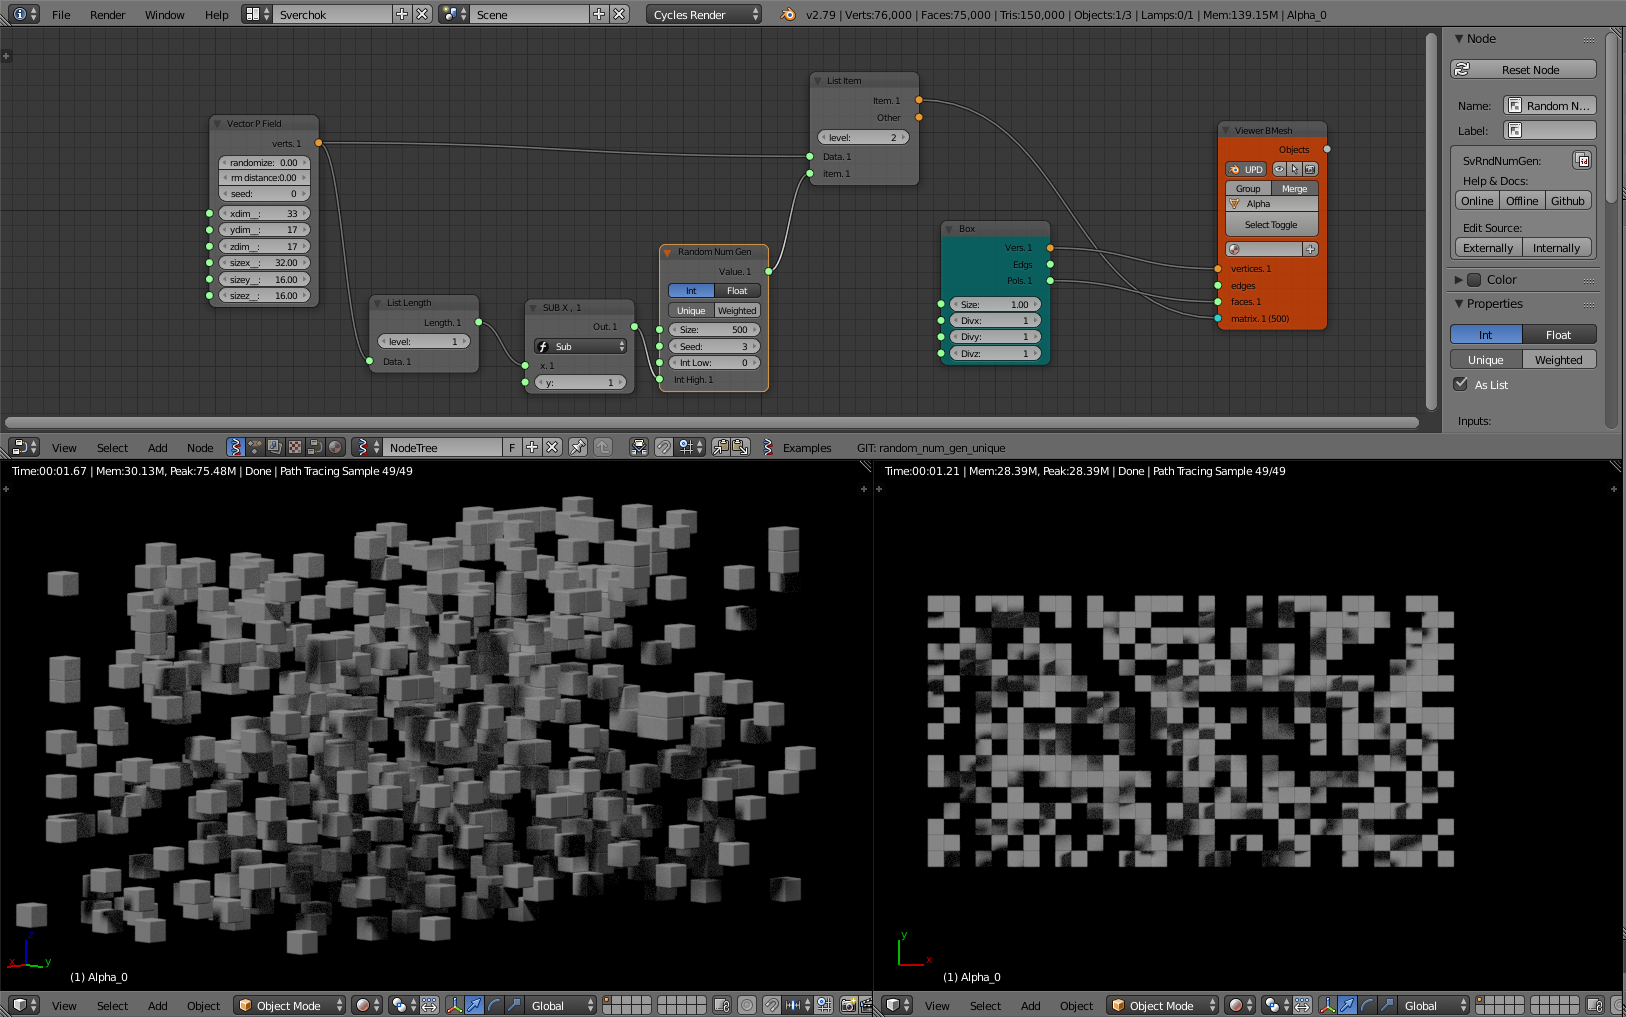 File Render Window Help Sverchok Scene Cycles Render v2.79 | Verts:76,000 | Faces:75,000 | Tris:150,000 | Objects:1/3 | Lamps:0/1 | Mem:139.15M | Alpha_0
Vector P Field
verts. 1
randomize: 0.00
rm distance:0.00
seed: 0
xdim_: 33
ydim_: 17
zdim_: 17
sizex_: 32.00
sizey_: 16.00
sizez_: 16.00
List Length
Length. 1
level: 1
Data. 1
SUB X , 1
Out. 1
Sub
x. 1
y: 1
Random Num Gen
Value. 1
Int Float
Unique Weighted
Size: 500
Seed: 3
Int Low: 0
Int High. 1
List Item
Item. 1
Other
level: 2
Data. 1
item. 1
Box
Vers. 1
Edgs
Pols. 1
Size: 1.00
Divx: 1
Divy: 1
Divz: 1
Viewer BMesh
Objects
UPD
Group Merge
Alpha
Select Toggle
vertices. 1
edges
faces. 1
matrix. 1 (500)
Node
Reset Node
Name: Random N...
Label:
SvRndNumGen:
Help & Docs:
Online Offline Github
Edit Source:
Externally Internally
Color
Properties
Int Float
Unique Weighted
As List
Inputs:
View Select Add Node NodeTree F Examples GIT: random_num_gen_unique
Time:00:01.67 | Mem:30.13M, Peak:75.48M | Done | Path Tracing Sample 49/49
z
x
y
(1) Alpha_0
View Select Add Object Object Mode Global
Time:00:01.21 | Mem:28.39M, Peak:28.39M | Done | Path Tracing Sample 49/49
y
x
(1) Alpha_0
View Select Add Object Object Mode Global